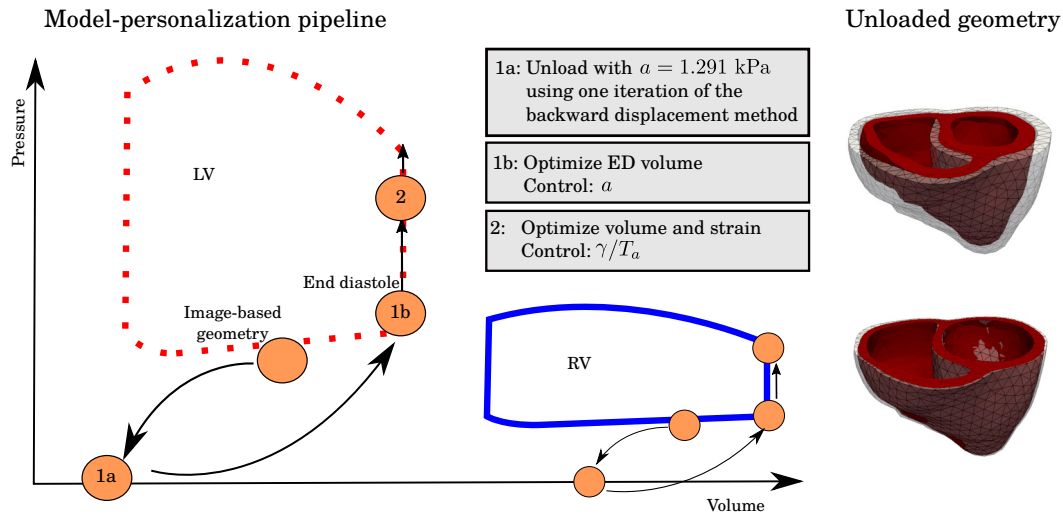 Model-personalization pipeline
Unloaded geometry
Pressure
LV
1a: Unload with a = 1.291 kPa
using one iteration of the
backward displacement method
1b: Optimize ED volume
Control: a
2: Optimize volume and strain
Control: γ/T_a
2
End diastole
1b
Image-based
geometry
RV
1a
Volume